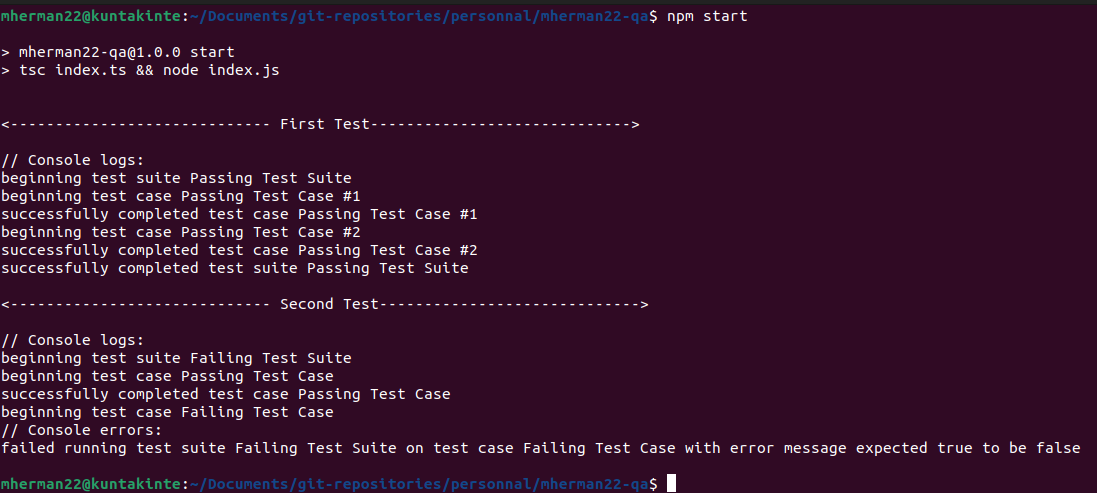 mherman22@kuntakinte:~/Documents/git-repositories/personnal/mherman22-qa$ npm start
> mherman22-qa@1.0.0 start
> tsc index.ts && node index.js
<----------------------------- First Test----------------------------->
// Console logs:
beginning test suite Passing Test Suite
beginning test case Passing Test Case #1
successfully completed test case Passing Test Case #1
beginning test case Passing Test Case #2
successfully completed test case Passing Test Case #2
successfully completed test suite Passing Test Suite
<----------------------------- Second Test----------------------------->
// Console logs:
beginning test suite Failing Test Suite
beginning test case Passing Test Case
successfully completed test case Passing Test Case
beginning test case Failing Test Case
// Console errors:
failed running test suite Failing Test Suite on test case Failing Test Case with error message expected true to be false
mherman22@kuntakinte:~/Documents/git-repositories/personnal/mherman22-qa$